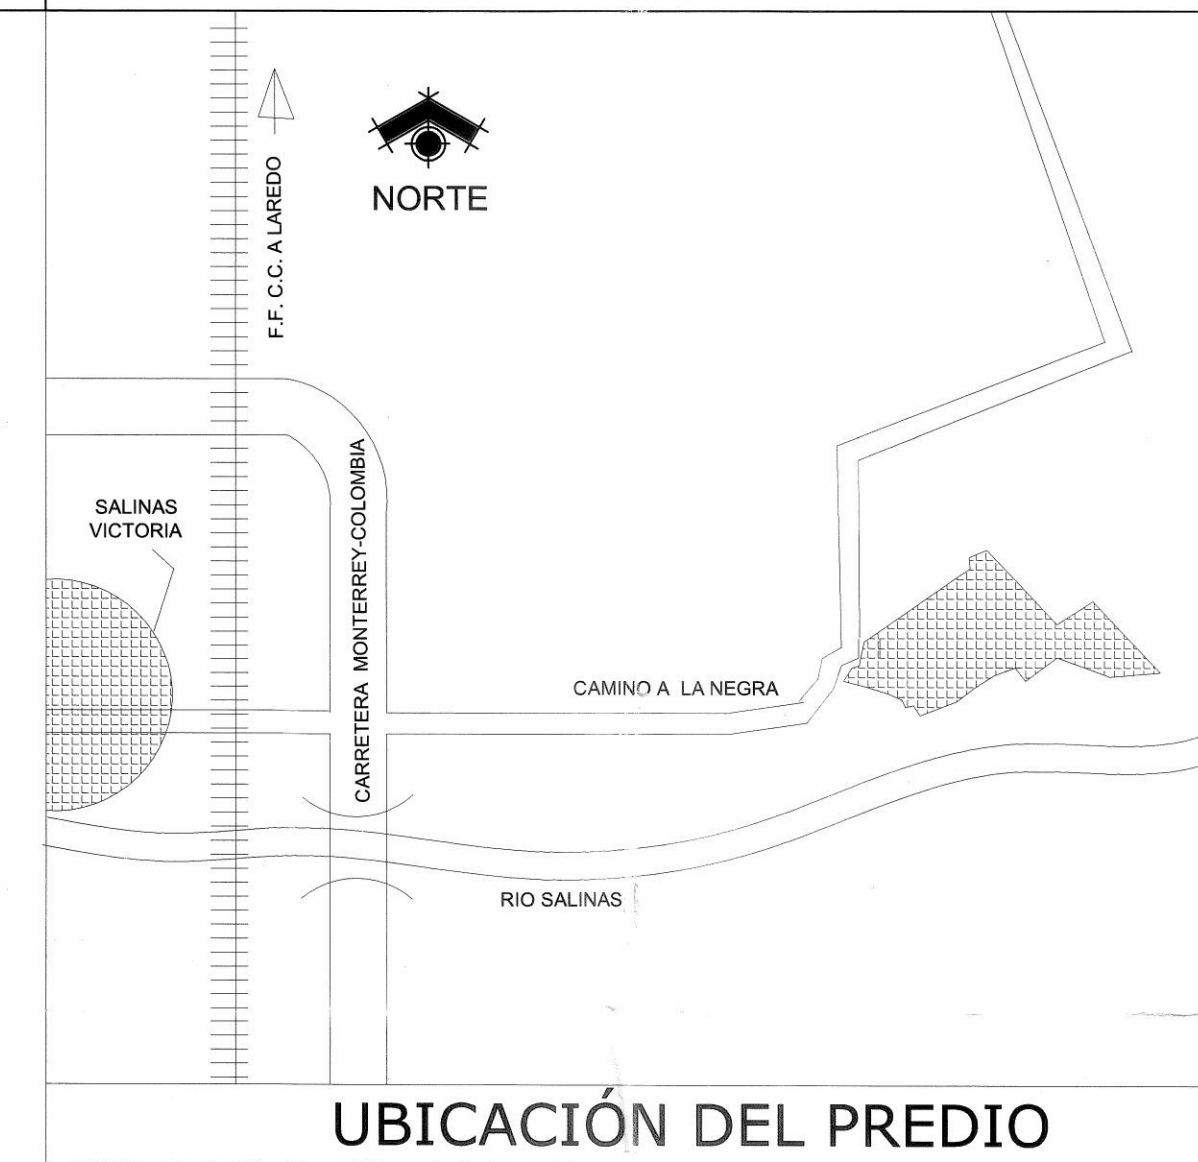 NORTE
F.F. C.C. A LAREDO
CARRETERA MONTERREY-COLOMBIA
SALINAS
VICTORIA
CAMINO A LA NEGRA
RIO SALINAS
UBICACIÓN DEL PREDIO